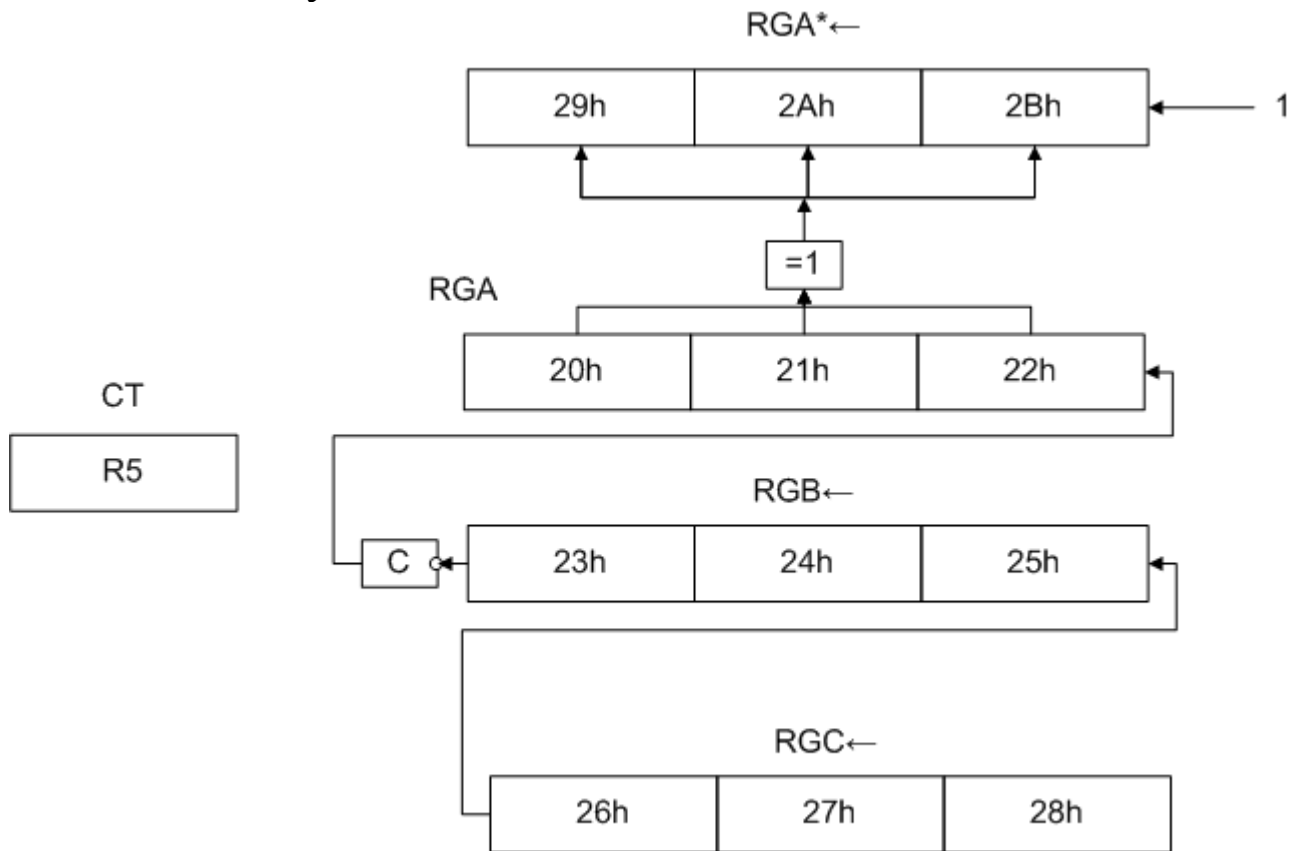 RGA*←
29h 2Ah 2Bh 1
=1
RGA
20h 21h 22h
CT
R5
RGB←
C 23h 24h 25h
RGC←
26h 27h 28h